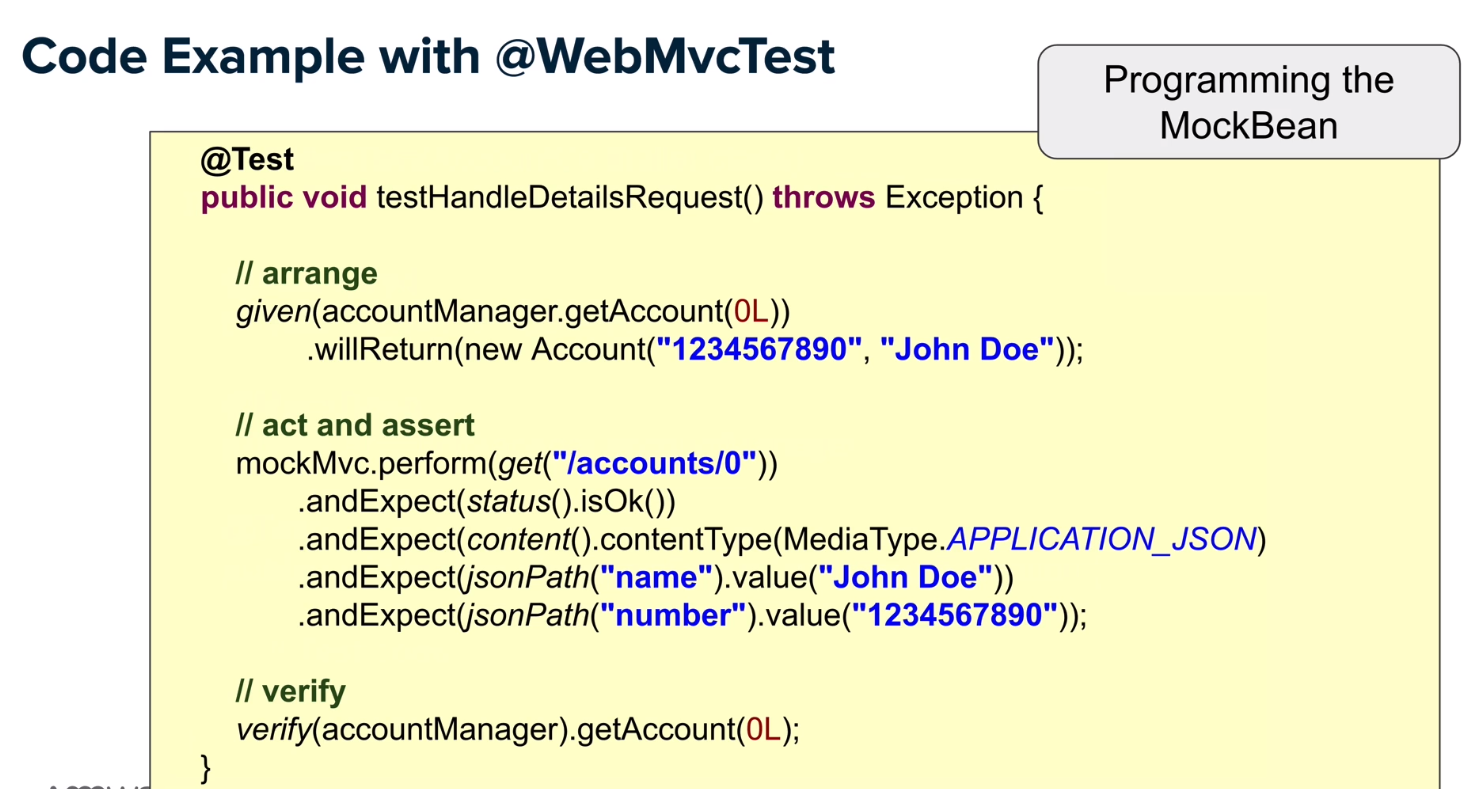 Code Example with @WebMvcTest
Programming the
MockBean
@Test
public void testHandleDetailsRequest() throws Exception {
// arrange
given(accountManager.getAccount(0L))
.willReturn(new Account("1234567890", "John Doe"));
// act and assert
mockMvc.perform(get("/accounts/0"))
.andExpect(status().isOk())
.andExpect(content().contentType(MediaType.APPLICATION_JSON)
.andExpect(jsonPath("name").value("John Doe"))
.andExpect(jsonPath("number").value("1234567890"));
// verify
verify(accountManager).getAccount(0L);
}